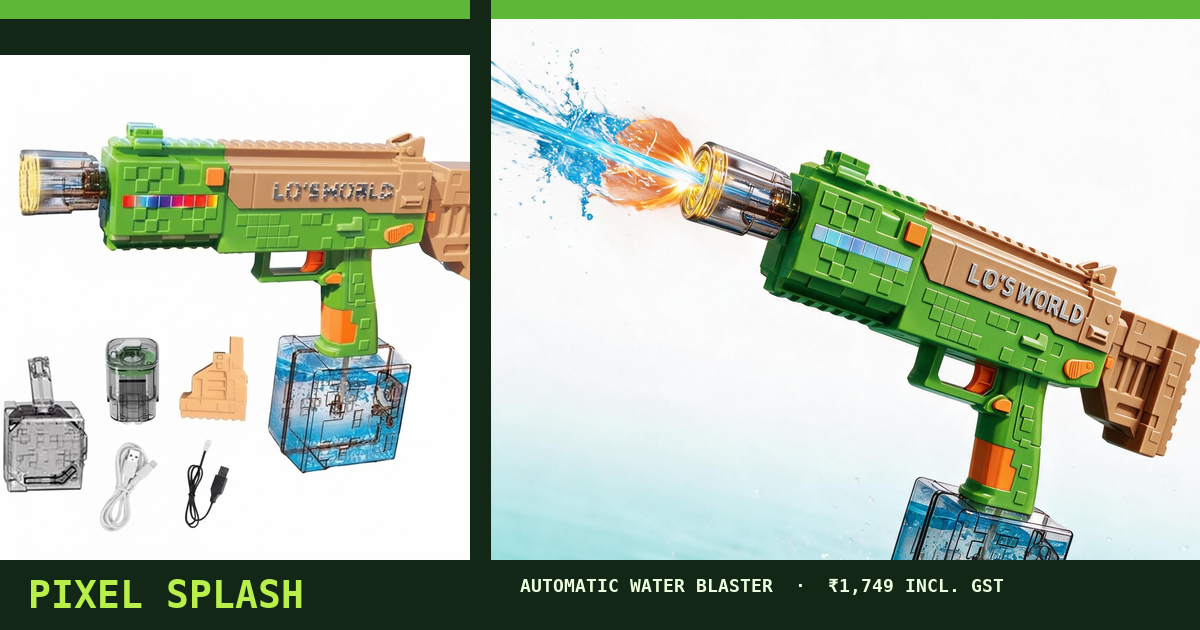 LO'S WORLD
LO'S WORLD
PIXEL SPLASH
AUTOMATIC WATER BLASTER · ₹1,749 INCL. GST